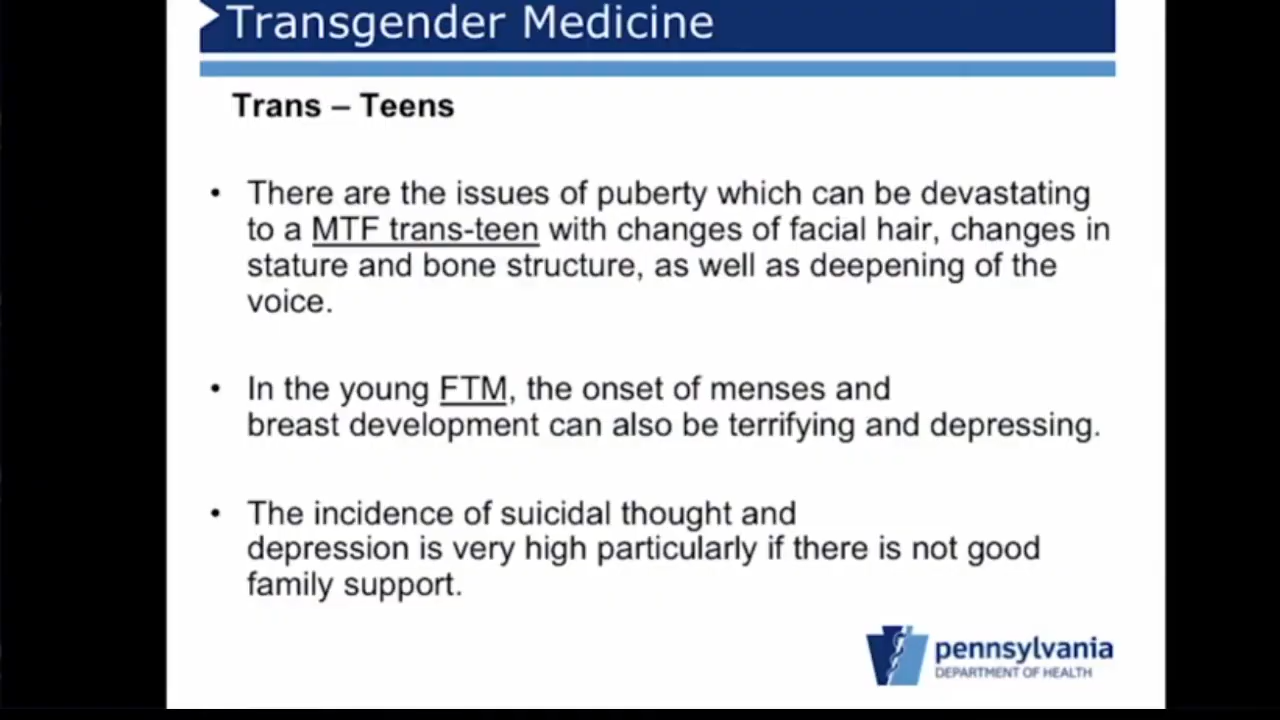 Transgender Medicine
Trans – Teens
• There are the issues of puberty which can be devastating
to a MTF trans-teen with changes of facial hair, changes in
stature and bone structure, as well as deepening of the
voice.
• In the young FTM, the onset of menses and
breast development can also be terrifying and depressing.
• The incidence of suicidal thought and
depression is very high particularly if there is not good
family support.
pennsylvania
DEPARTMENT OF HEALTH